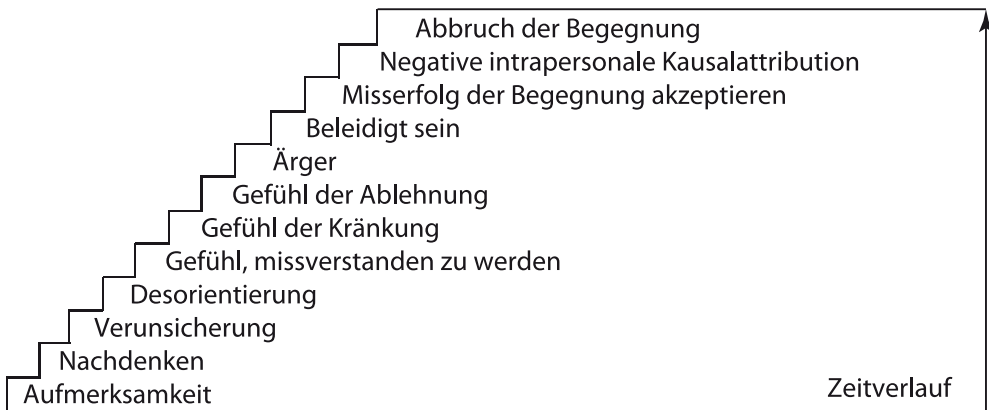 Abbruch der Begegnung
Negative intrapersonale Kausalattribution
Misserfolg der Begegnung akzeptieren
Beleidigt sein
Ärger
Gefühl der Ablehnung
Gefühl der Kränkung
Gefühl, missverstanden zu werden
Desorientierung
Verunsicherung
Nachdenken
Aufmerksamkeit
Zeitverlauf